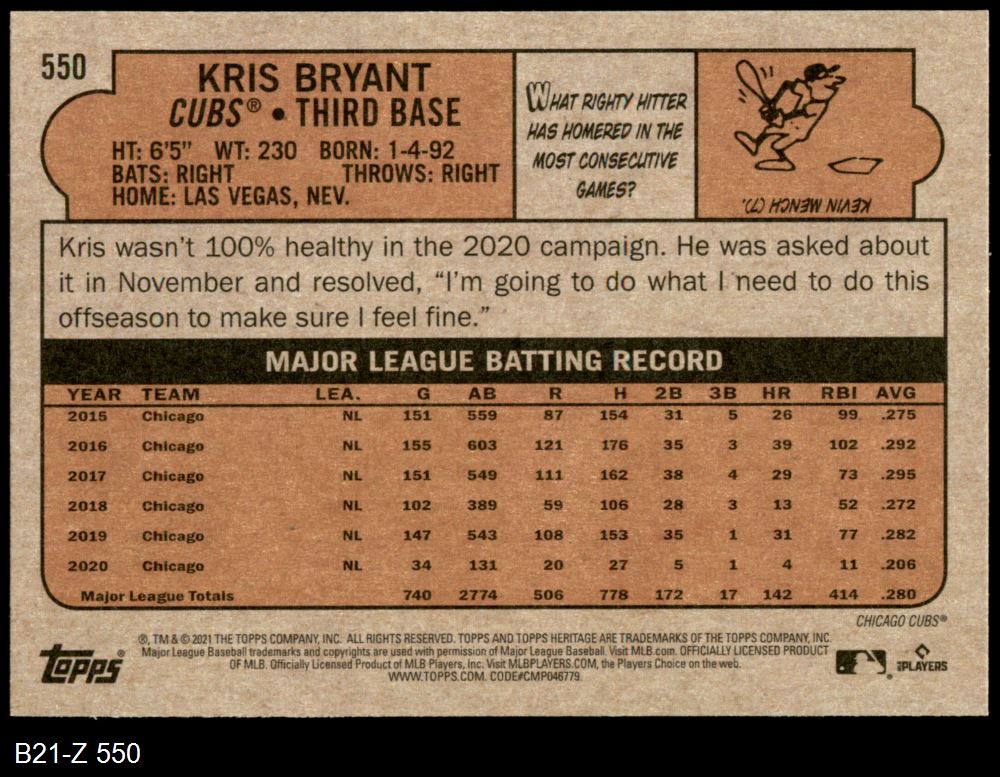 550
KRIS BRYANT
CUBS® • THIRD BASE
HT: 6'5" WT: 230 BORN: 1-4-92
BATS: RIGHT THROWS: RIGHT
HOME: LAS VEGAS, NEV.
WHAT RIGHTY HITTER
HAS HOMERED IN THE
MOST CONSECUTIVE
GAMES?
KEVIN MENCH (7).
Kris wasn't 100% healthy in the 2020 campaign. He was asked about
it in November and resolved, "I'm going to do what I need to do this
offseason to make sure I feel fine."
MAJOR LEAGUE BATTING RECORD
YEAR TEAM LEA. G AB R H 2B 3B HR RBI AVG
2015 Chicago NL 151 559 87 154 31 5 26 99 .275
2016 Chicago NL 155 603 121 176 35 3 39 102 .292
2017 Chicago NL 151 549 111 162 38 4 29 73 .295
2018 Chicago NL 102 389 59 106 28 3 13 52 .272
2019 Chicago NL 147 543 108 153 35 1 31 77 .282
2020 Chicago NL 34 131 20 27 5 1 4 11 .206
Major League Totals 740 2774 506 778 172 17 142 414 .280
CHICAGO CUBS®
®, TM & © 2021 THE TOPPS COMPANY, INC. ALL RIGHTS RESERVED. TOPPS AND TOPPS HERITAGE ARE TRADEMARKS OF THE TOPPS COMPANY, INC.
Major League Baseball trademarks and copyrights are used with permission of Major League Baseball. Visit MLB.com. OFFICIALLY LICENSED PRODUCT
OF MLB. Officially Licensed Product of MLB Players, Inc. Visit MLBPLAYERS.COM, the Players Choice on the web.
WWW.TOPPS.COM. CODE#CMP046779.
topps®
PLAYERS
B21-Z 550